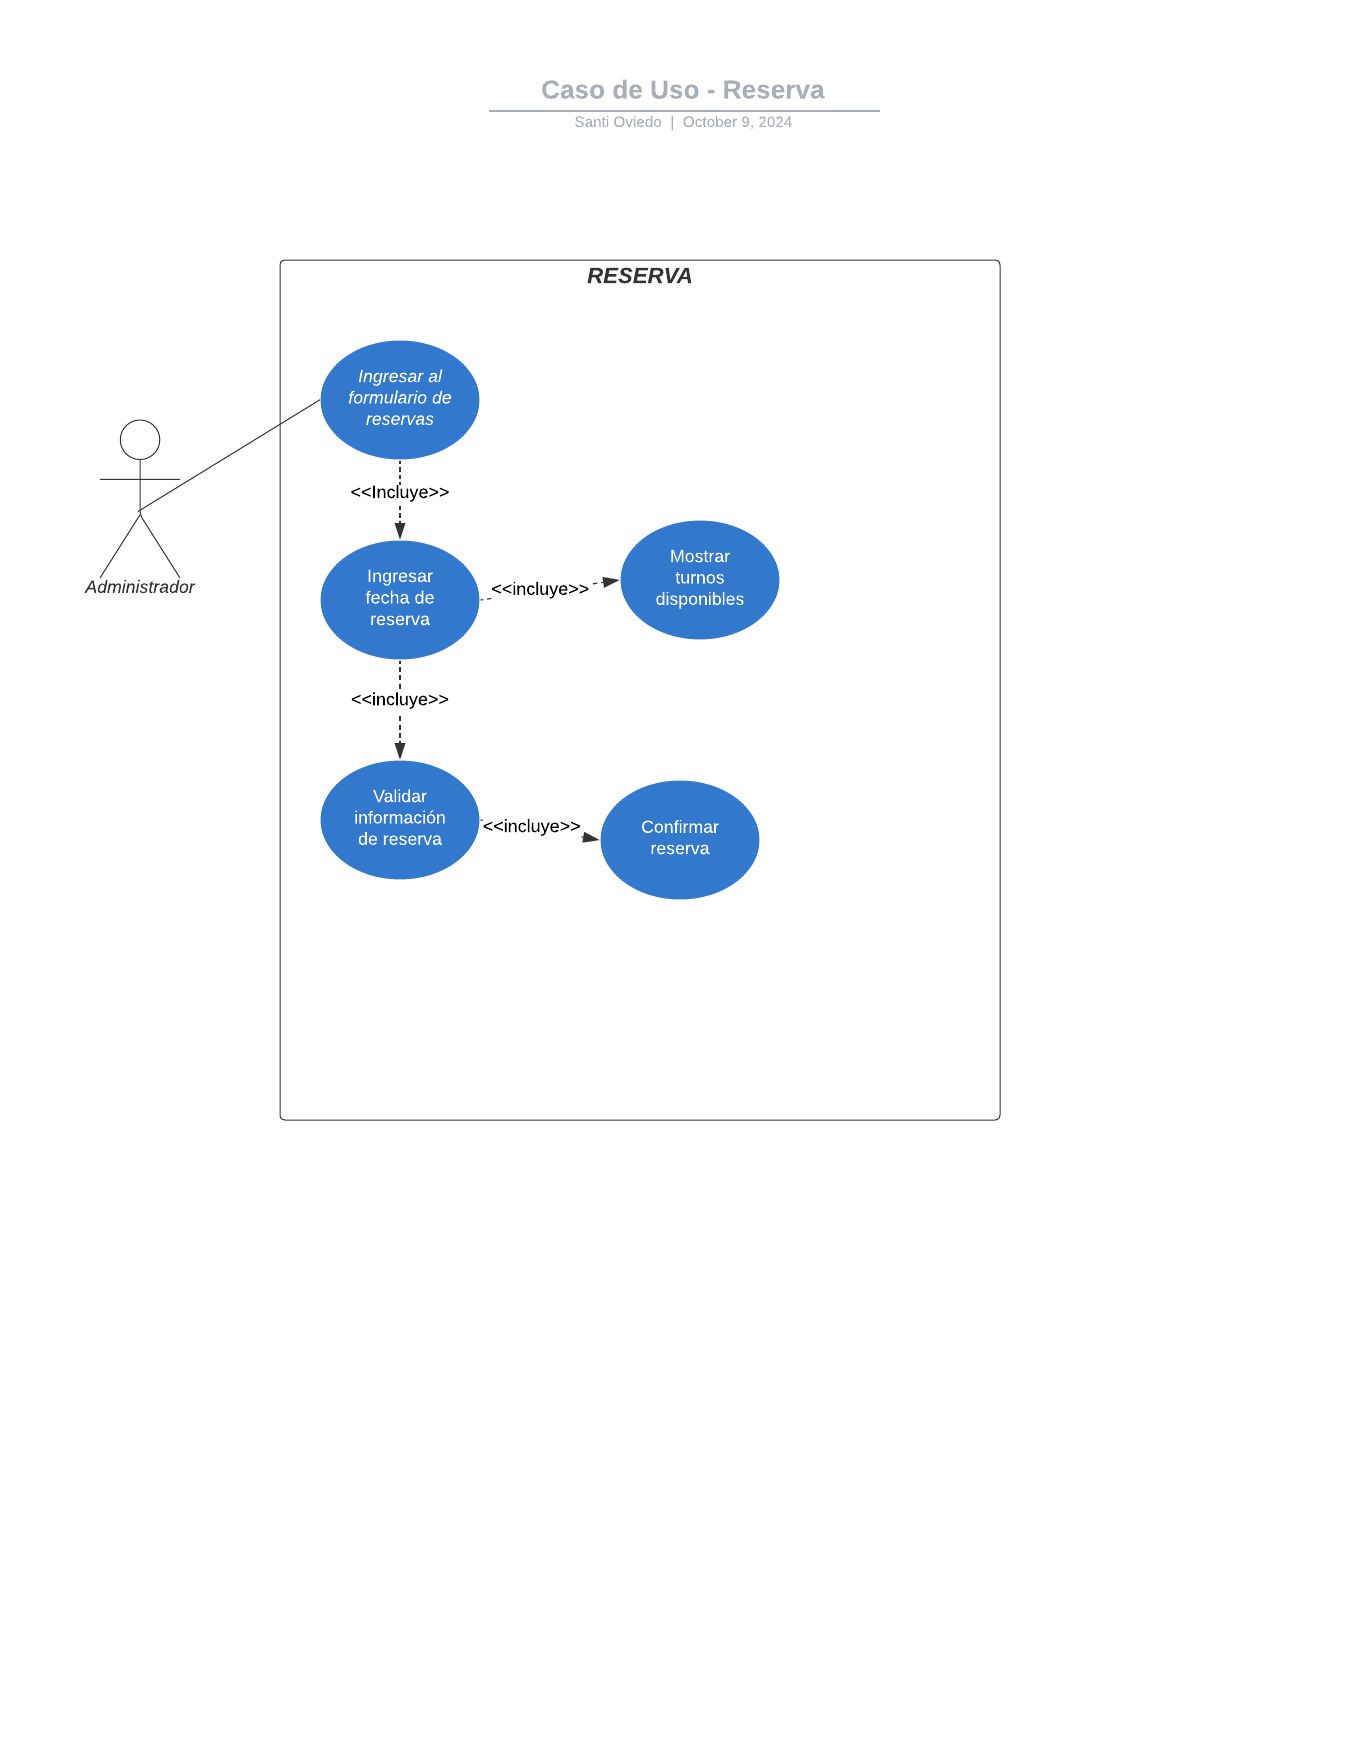 Caso de Uso - Reserva
Santi Oviedo | October 9, 2024
RESERVA
Ingresar al
formulario de
reservas
<<Incluye>>
Administrador
Ingresar
fecha de
reserva
<<incluye>>
Mostrar
turnos
disponibles
<<incluye>>
Validar
información
de reserva
<<incluye>>
Confirmar
reserva